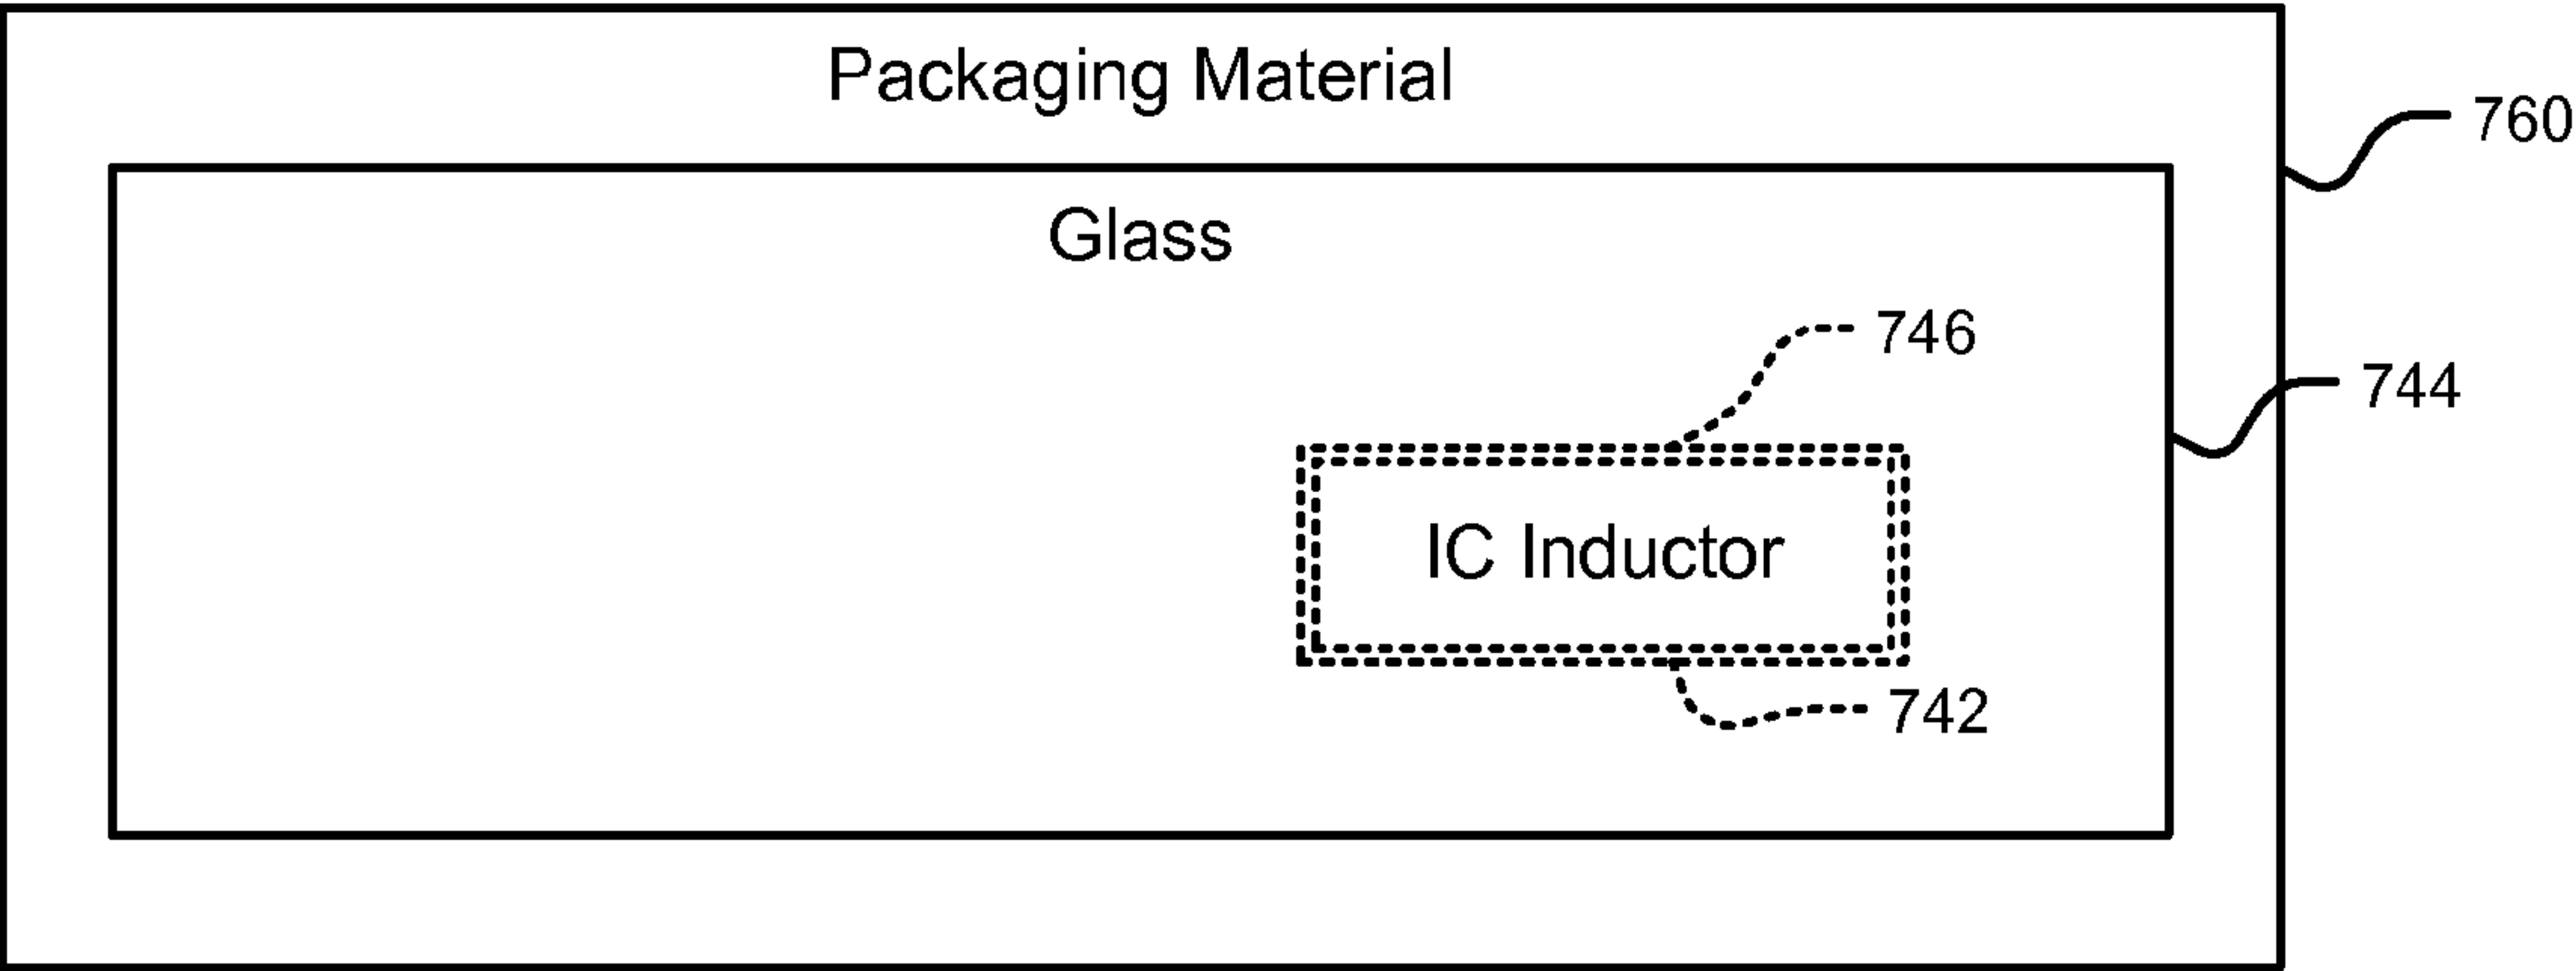 Packaging Material
760
Glass
746
744
IC Inductor
742